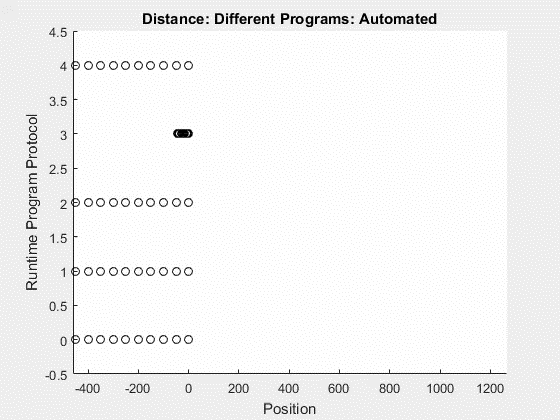 Distance: Different Programs: Automated
4.5
4
3.5
3
2.5
2
1.5
1
0.5
0
-0.5
Runtime Program Protocol
-400 -200 0 200 400 600 800 1000 1200
Position